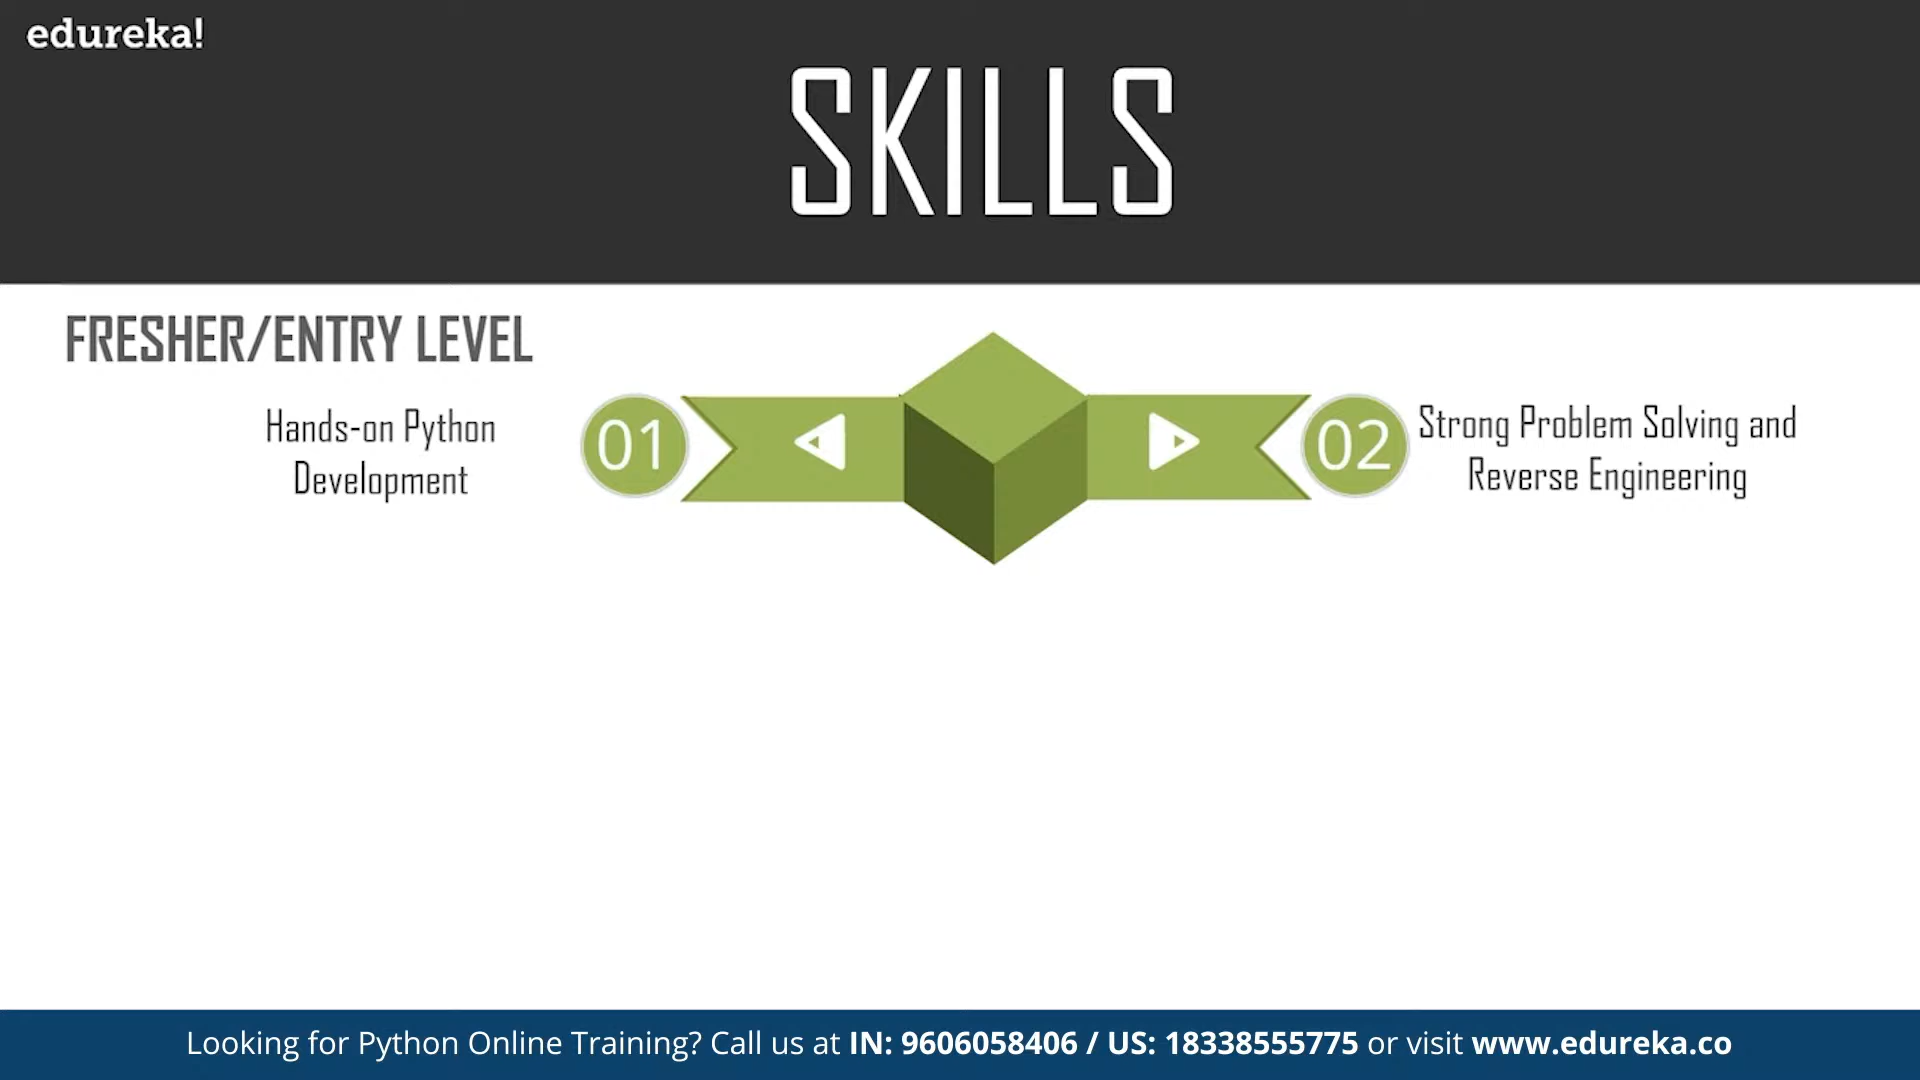 edureka!
SKILLS
FRESHER/ENTRY LEVEL
Hands-on Python
Development
01
02
Strong Problem Solving and
Reverse Engineering
Looking for Python Online Training? Call us at IN: 9606058406 / US: 18338555775 or visit www.edureka.co